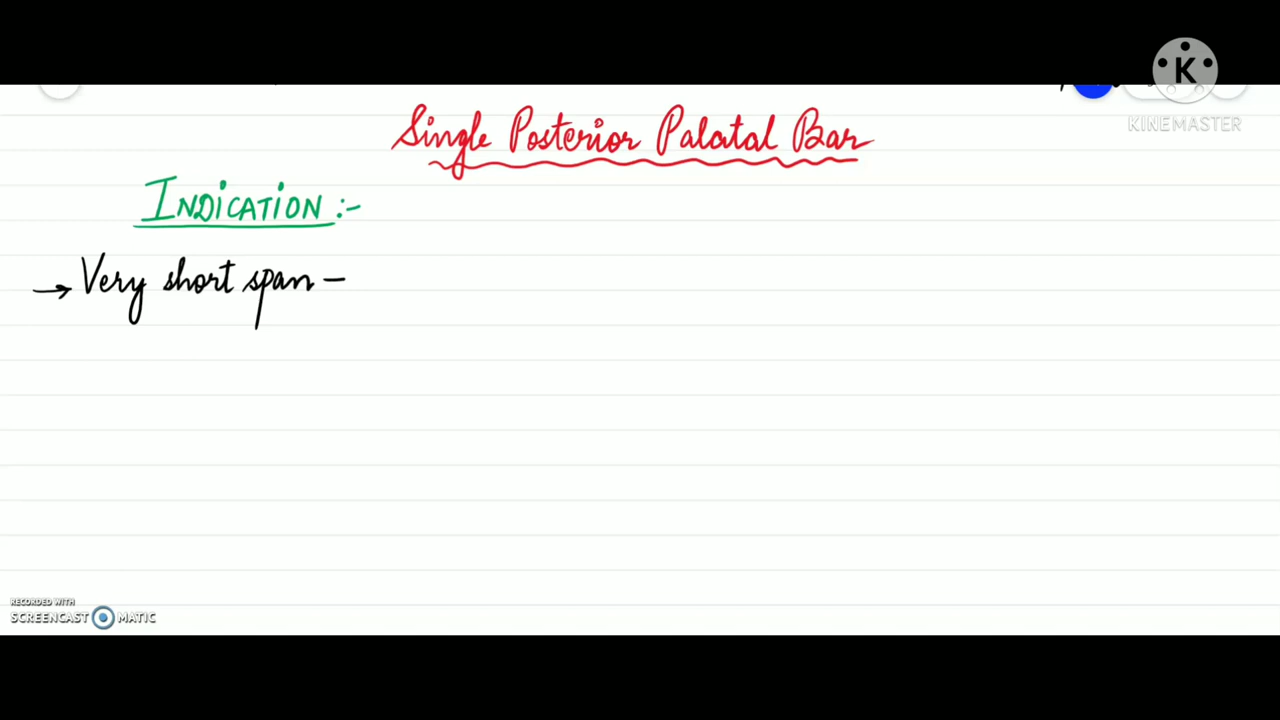 KINEMASTER
Single Posterior Palatal Bar
INDICATION :-
→ Very short span -
RECORDED WITH
SCREENCAST MATIC